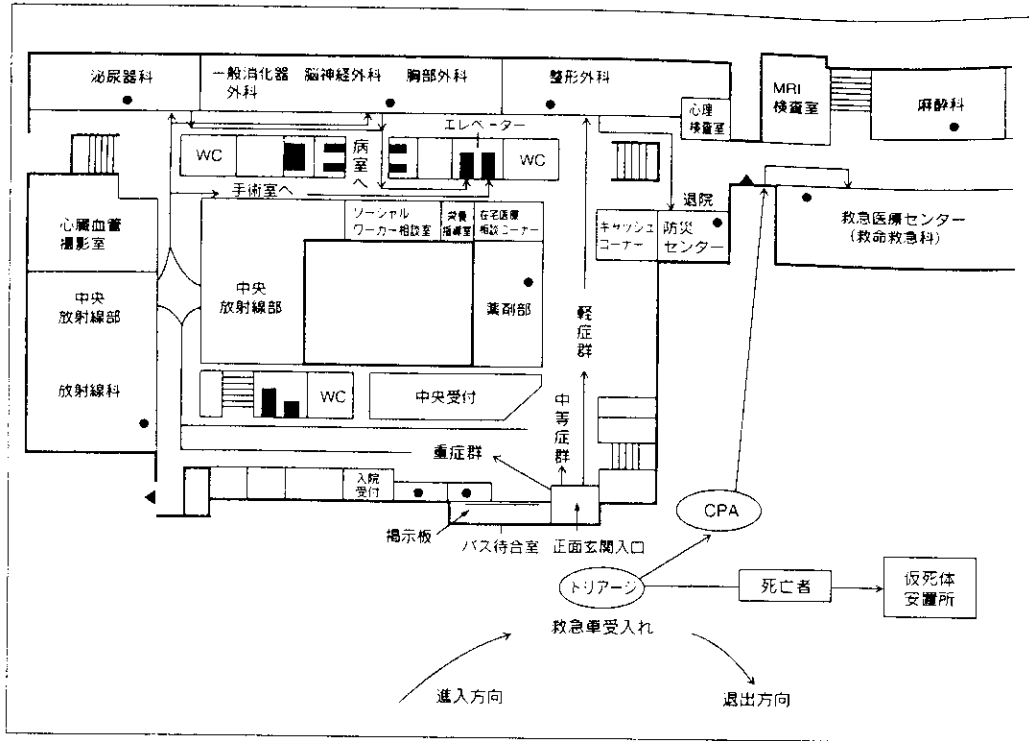 泌尿器科
一般消化器
外科
脳神経外科
胸部外科
整形外科
心理
検査室
MRI
検査室
麻酔科
エレベーター
WC
病室へ
WC
手術室へ
退院
心臓血管
撮影室
ソーシャル
ワーカー相談室
栄養
指導室
在宅医療
相談コーナー
キャッシュ
コーナー
防災
センター
救急医療センター
(救命救急科)
中央
放射線部
中央
放射線部
薬剤部
軽症群
放射線科
WC
中央受付
中等症群
重症群
入院
受付
掲示板
バス待合室
正面玄関入口
CPA
トリアージ
死亡者
仮死体
安置所
救急車受入れ
進入方向
退出方向